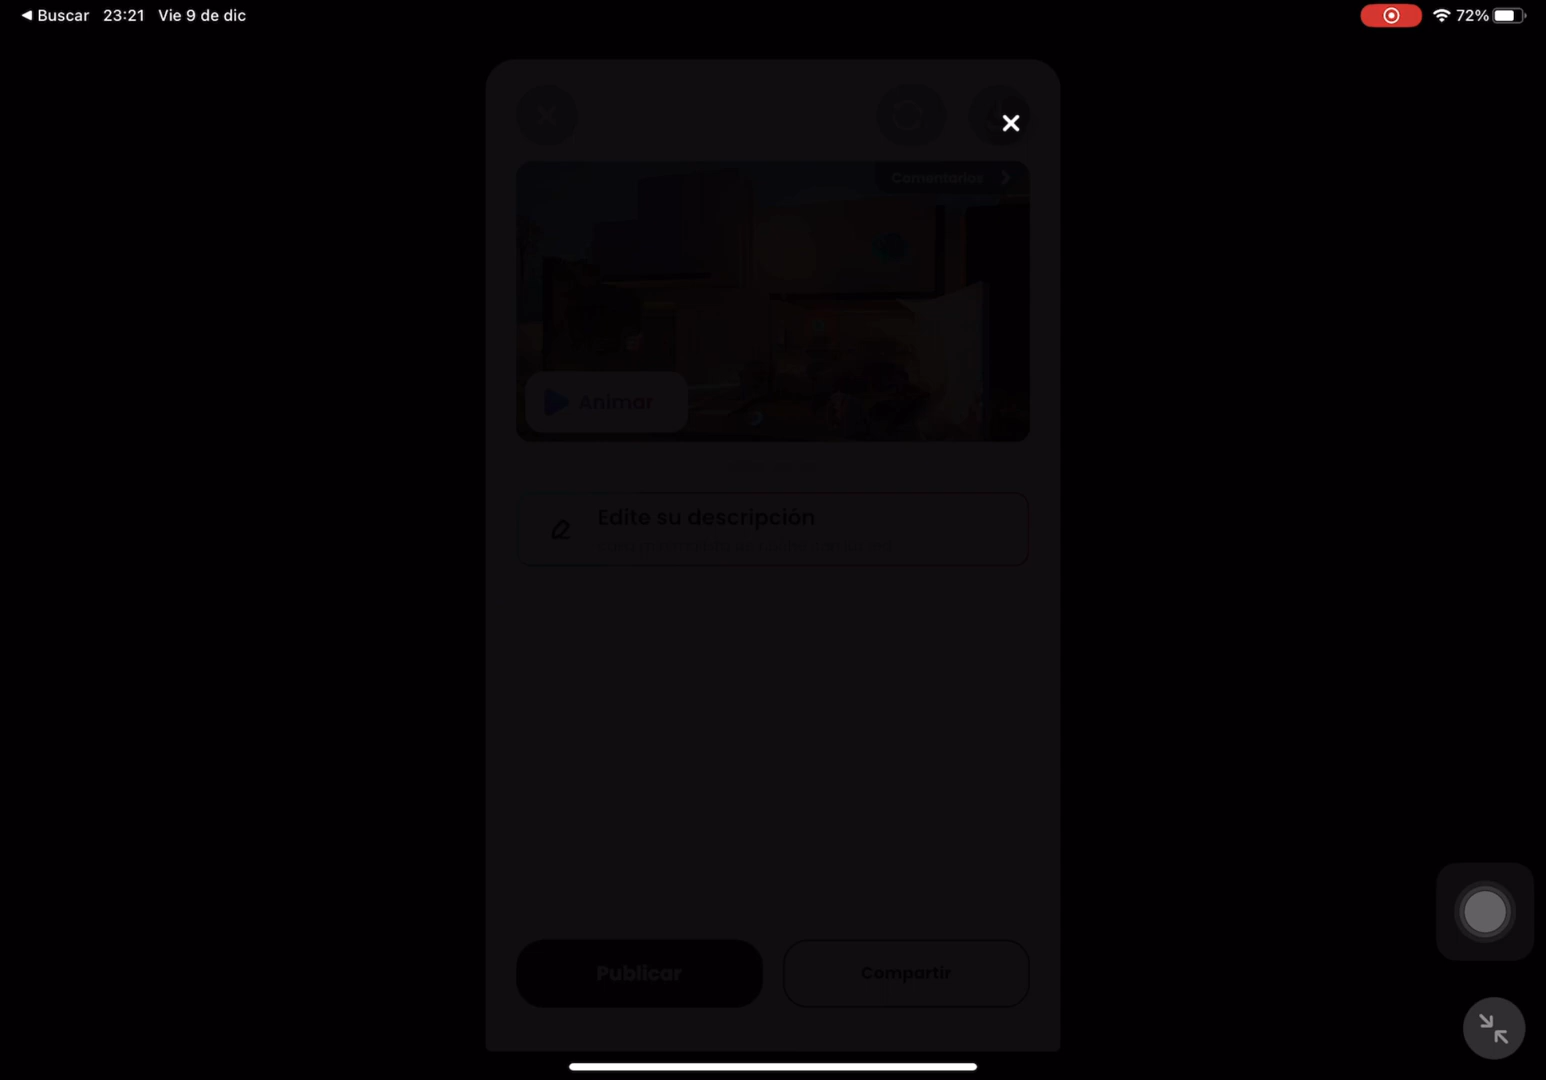 ◀ Buscar 23:21 Vie 9 de dic 72%
Comentarios
Animar
Edite su descripción
Publicar
Compartir